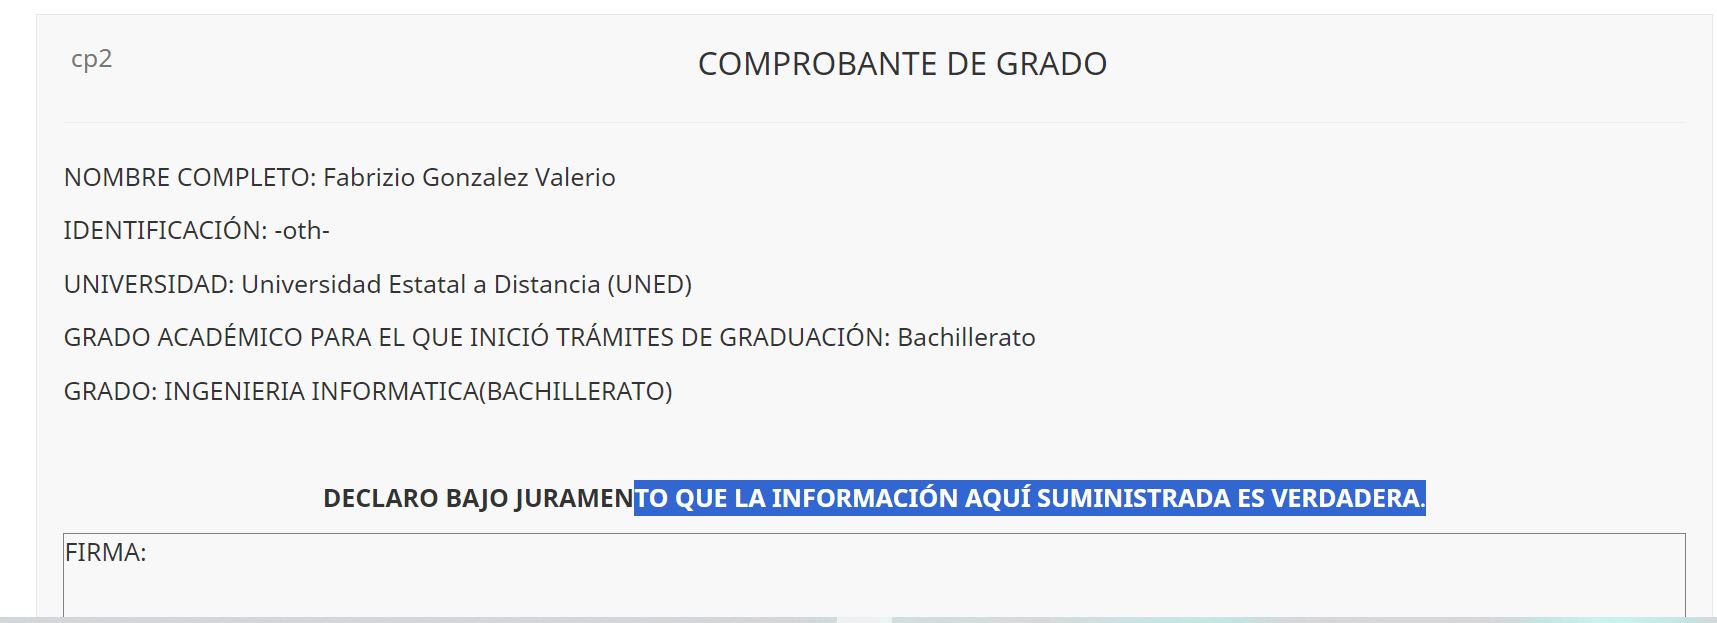 cp2
COMPROBANTE DE GRADO
NOMBRE COMPLETO: Fabrizio Gonzalez Valerio
IDENTIFICACIÓN: -oth-
UNIVERSIDAD: Universidad Estatal a Distancia (UNED)
GRADO ACADÉMICO PARA EL QUE INICIÓ TRÁMITES DE GRADUACIÓN: Bachillerato
GRADO: INGENIERIA INFORMATICA(BACHILLERATO)
DECLARO BAJO JURAMENTO QUE LA INFORMACIÓN AQUÍ SUMINISTRADA ES VERDADERA.
FIRMA: